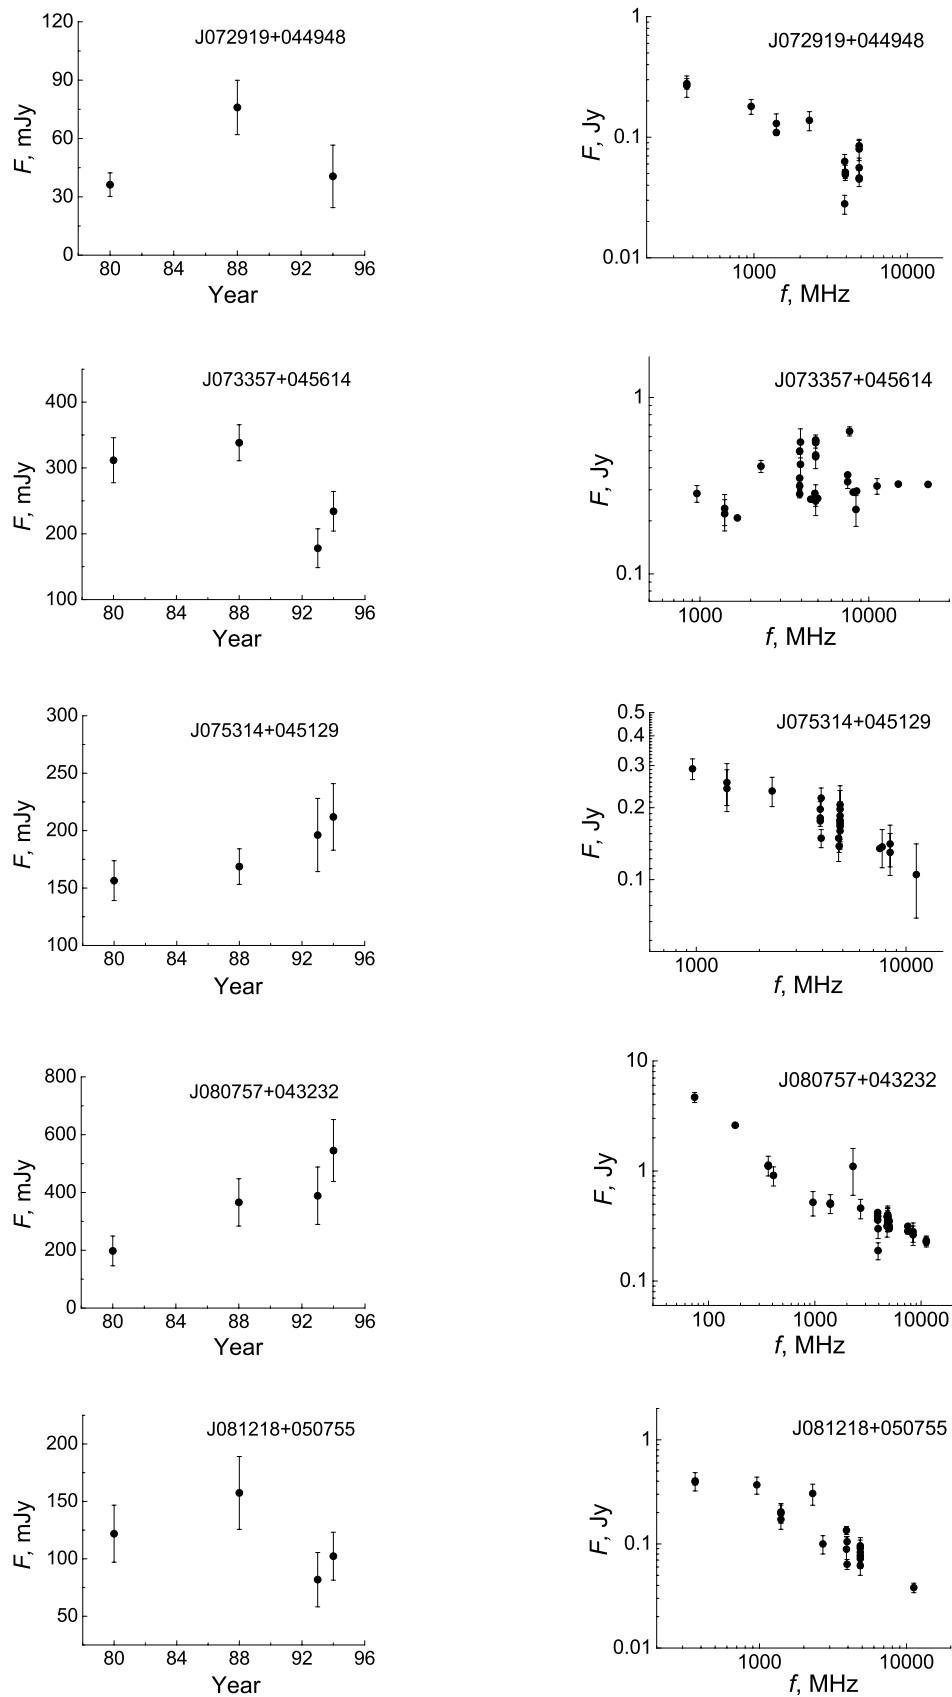 J072919+044948
120
90
60
30
0
F, mJy
80 84 88 92 96
Year
J072919+044948
1
0.1
0.01
F, Jy
1000 10000
f, MHz
J073357+045614
400
300
200
100
F, mJy
80 84 88 92 96
Year
J073357+045614
1
0.1
F, Jy
1000 10000
f, MHz
J075314+045129
300
250
200
150
100
F, mJy
80 84 88 92 96
Year
J075314+045129
0.5
0.4
0.3
0.2
0.1
F, Jy
1000 10000
f, MHz
J080757+043232
800
600
400
200
0
F, mJy
80 84 88 92 96
Year
J080757+043232
10
1
0.1
F, Jy
100 1000 10000
f, MHz
J081218+050755
200
150
100
50
F, mJy
80 84 88 92 96
Year
J081218+050755
1
0.1
0.01
F, Jy
1000 10000
f, MHz